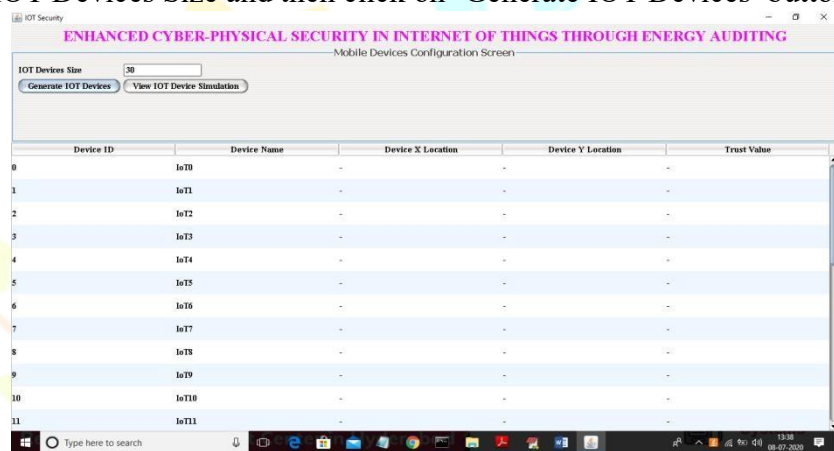 IOT Devices Size and then click on 'Generate IOT Devices' button
IOT Security
ENHANCED CYBER-PHYSICAL SECURITY IN INTERNET OF THINGS THROUGH ENERGY AUDITING
Mobile Devices Configuration Screen
IOT Devices Size 30
Generate IOT Devices View IOT Device Simulation
Device ID Device Name Device X Location Device Y Location Trust Value
0 IoT0 - - -
1 IoT1 - - -
2 IoT2 - - -
3 IoT3 - - -
4 IoT4 - - -
5 IoT5 - - -
6 IoT6 - - -
7 IoT7 - - -
8 IoT8 - - -
9 IoT9 - - -
10 IoT10 - - -
11 IoT11 - - -
Type here to search 13:38
08-07-2020